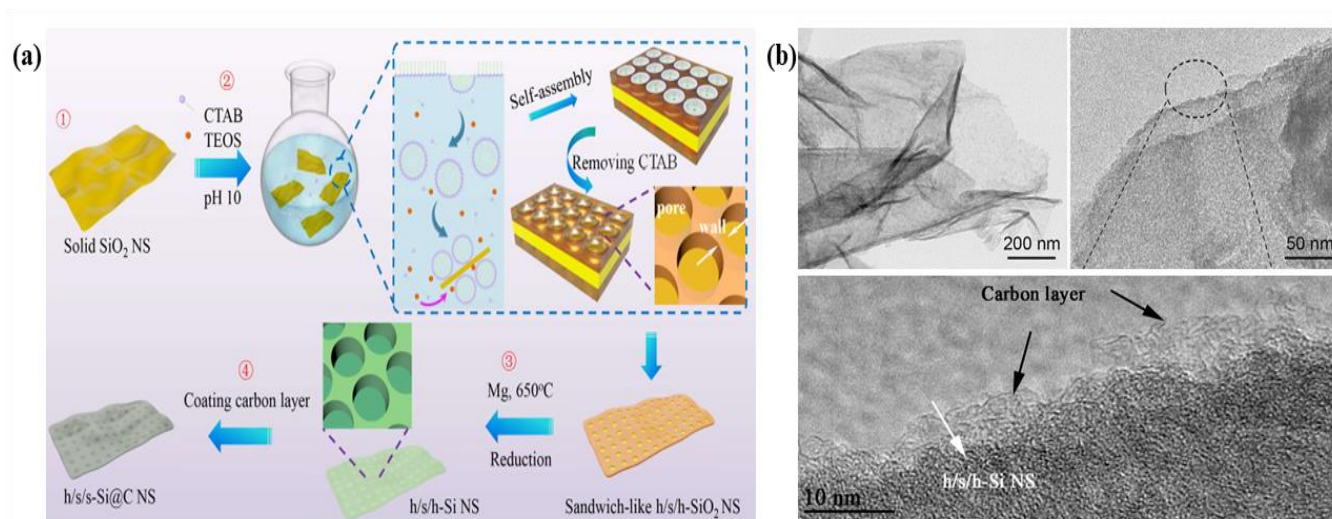 (a)
①
②
CTAB
TEOS
pH 10
Solid SiO₂ NS
Self-assembly
Removing CTAB
pore
wall
④
Coating carbon layer
③
Mg, 650⁰C
Reduction
h/s/s-Si@C NS
h/s/h-Si NS
Sandwich-like h/s/h-SiO₂ NS
(b)
200 nm
50 nm
Carbon layer
h/s/h-Si NS
10 nm